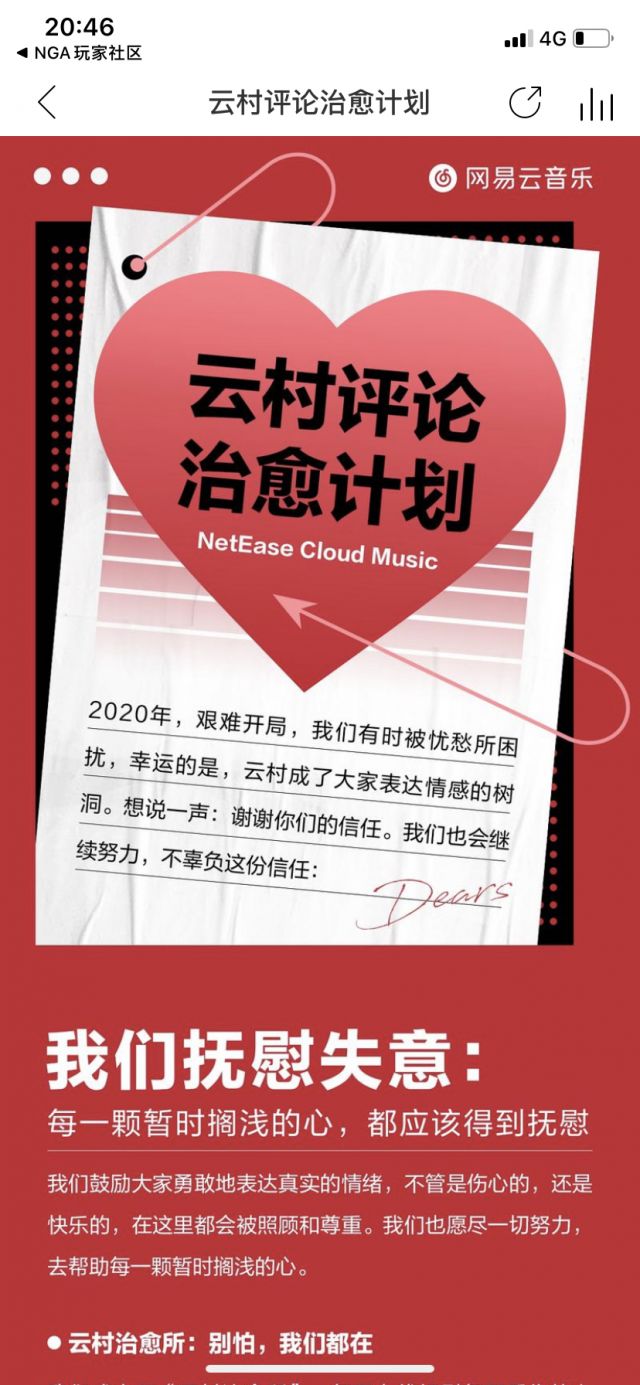 20:46
4G
◀ NGA玩家社区
云村评论治愈计划
网易云音乐
云村评论
治愈计划
NetEase Cloud Music
2020年，艰难开局，我们有时被忧愁所困
扰，幸运的是，云村成了大家表达情感的树
洞。想说一声：谢谢你们的信任。我们也会继
续努力，不辜负这份信任：
Dears
我们抚慰失意：
每一颗暂时搁浅的心，都应该得到抚慰
我们鼓励大家勇敢地表达真实的情绪，不管是伤心的，还是
快乐的，在这里都会被照顾和尊重。我们也愿尽一切努力，
去帮助每一颗暂时搁浅的心。
● 云村治愈所：别怕，我们都在